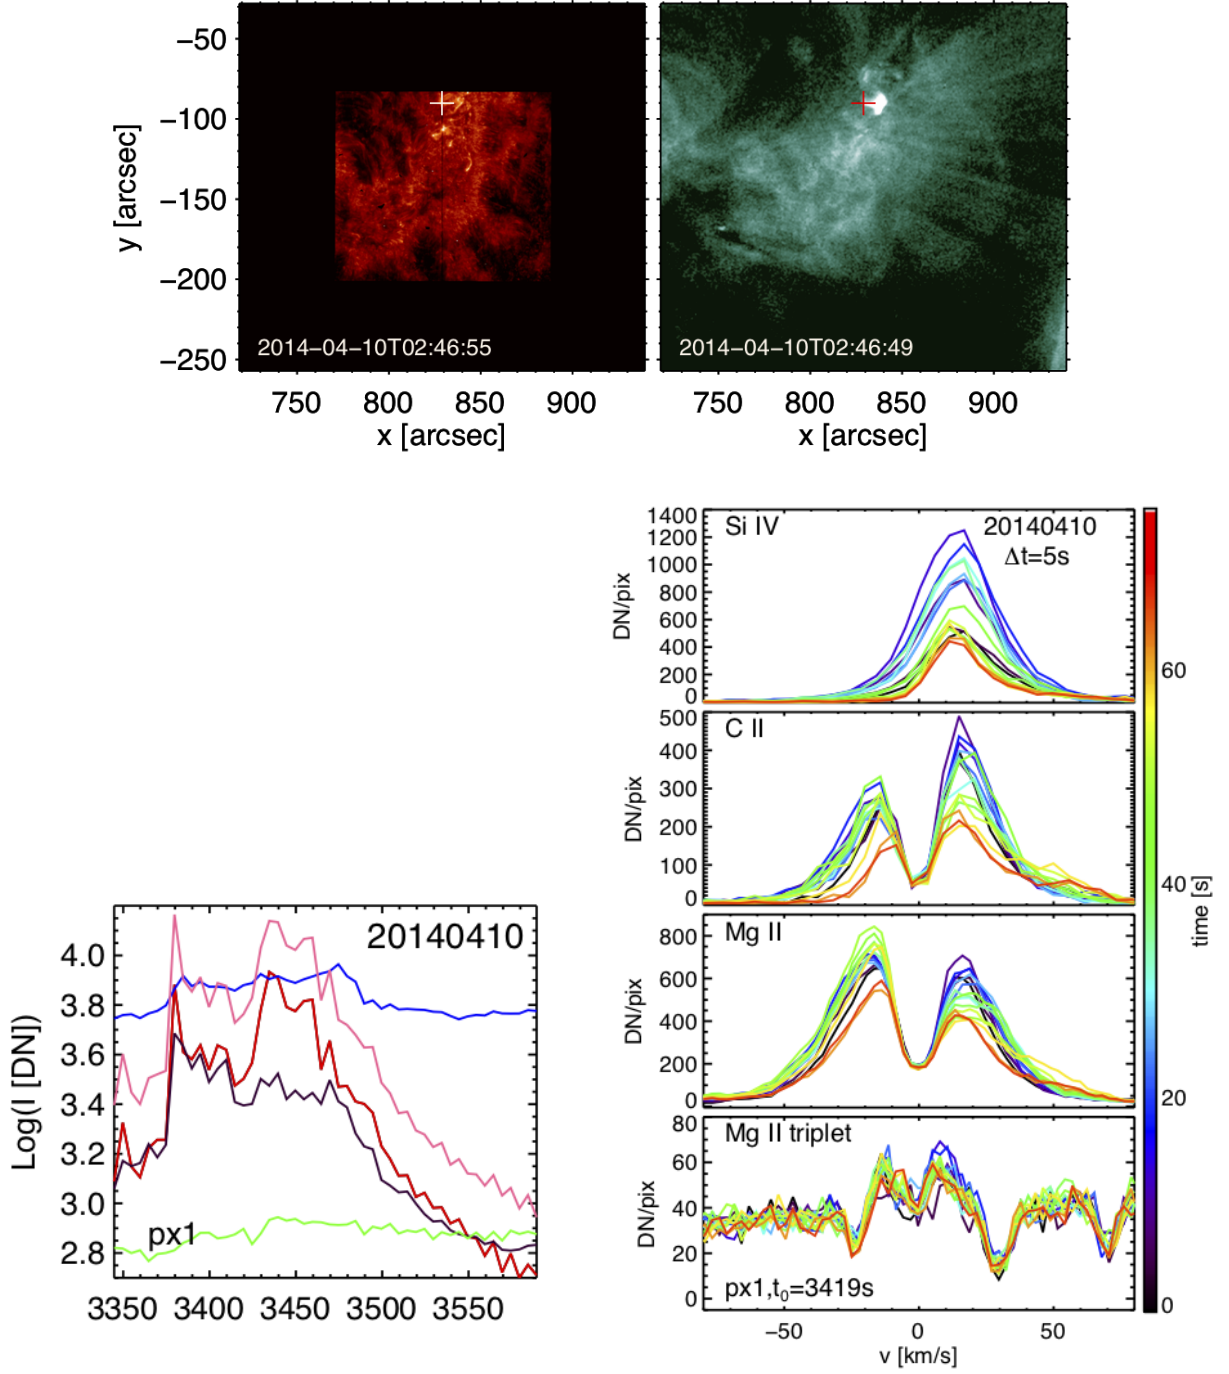 −50
−100
−150
−200
−250
y [arcsec]
2014−04−10T02:46:55
750 800 850 900
x [arcsec]
2014−04−10T02:46:49
750 800 850 900
x [arcsec]
Si IV
20140410
Δt=5s
1400
1200
1000
800
600
400
200
0
DN/pix
C II
500
400
300
200
100
0
DN/pix
Mg II
800
600
400
200
0
DN/pix
Mg II triplet
80
60
40
20
0
DN/pix
px1,t₀=3419s
−50 0 50
v [km/s]
60
40
20
0
time [s]
20140410
4.0
3.8
3.6
3.4
3.2
3.0
2.8
Log(I [DN])
px1
3350 3400 3450 3500 3550